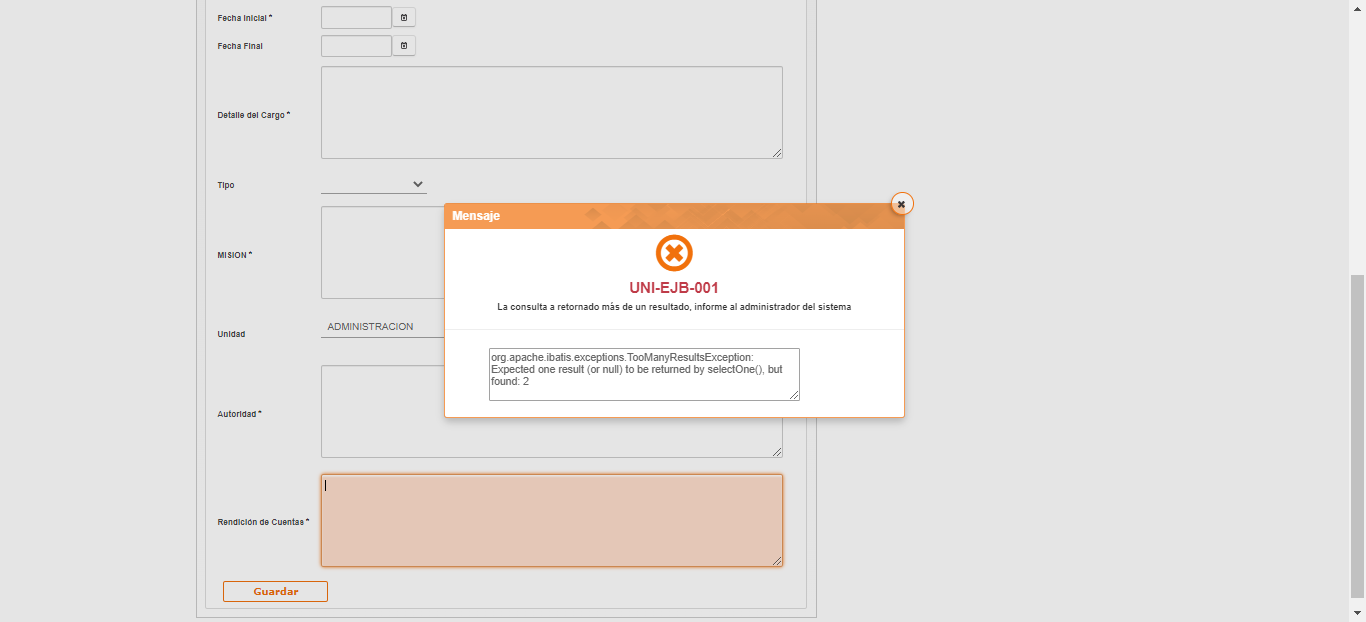 Fecha Inicial *
Fecha Final
Detalle del Cargo *
Tipo
Mensaje
MISION *
UNI-EJB-001
La consulta a retornado más de un resultado, informe al administrador del sistema
Unidad
ADMINISTRACION
org.apache.ibatis.exceptions.TooManyResultsException:
Expected one result (or null) to be returned by selectOne(), but
found: 2
Autoridad *
Rendición de Cuentas *
Guardar